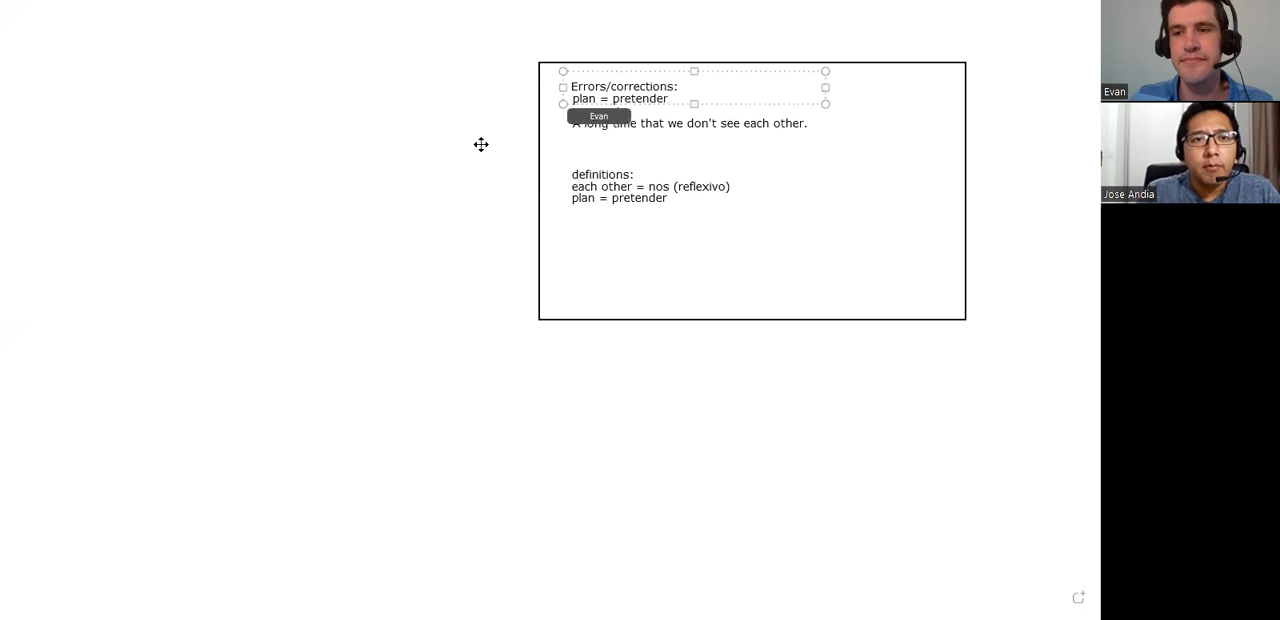 Errors/corrections:
plan = pretender
Evan
A long time that we don't see each other.
definitions:
each other = nos (reflexivo)
plan = pretender
Evan
Jose Andia